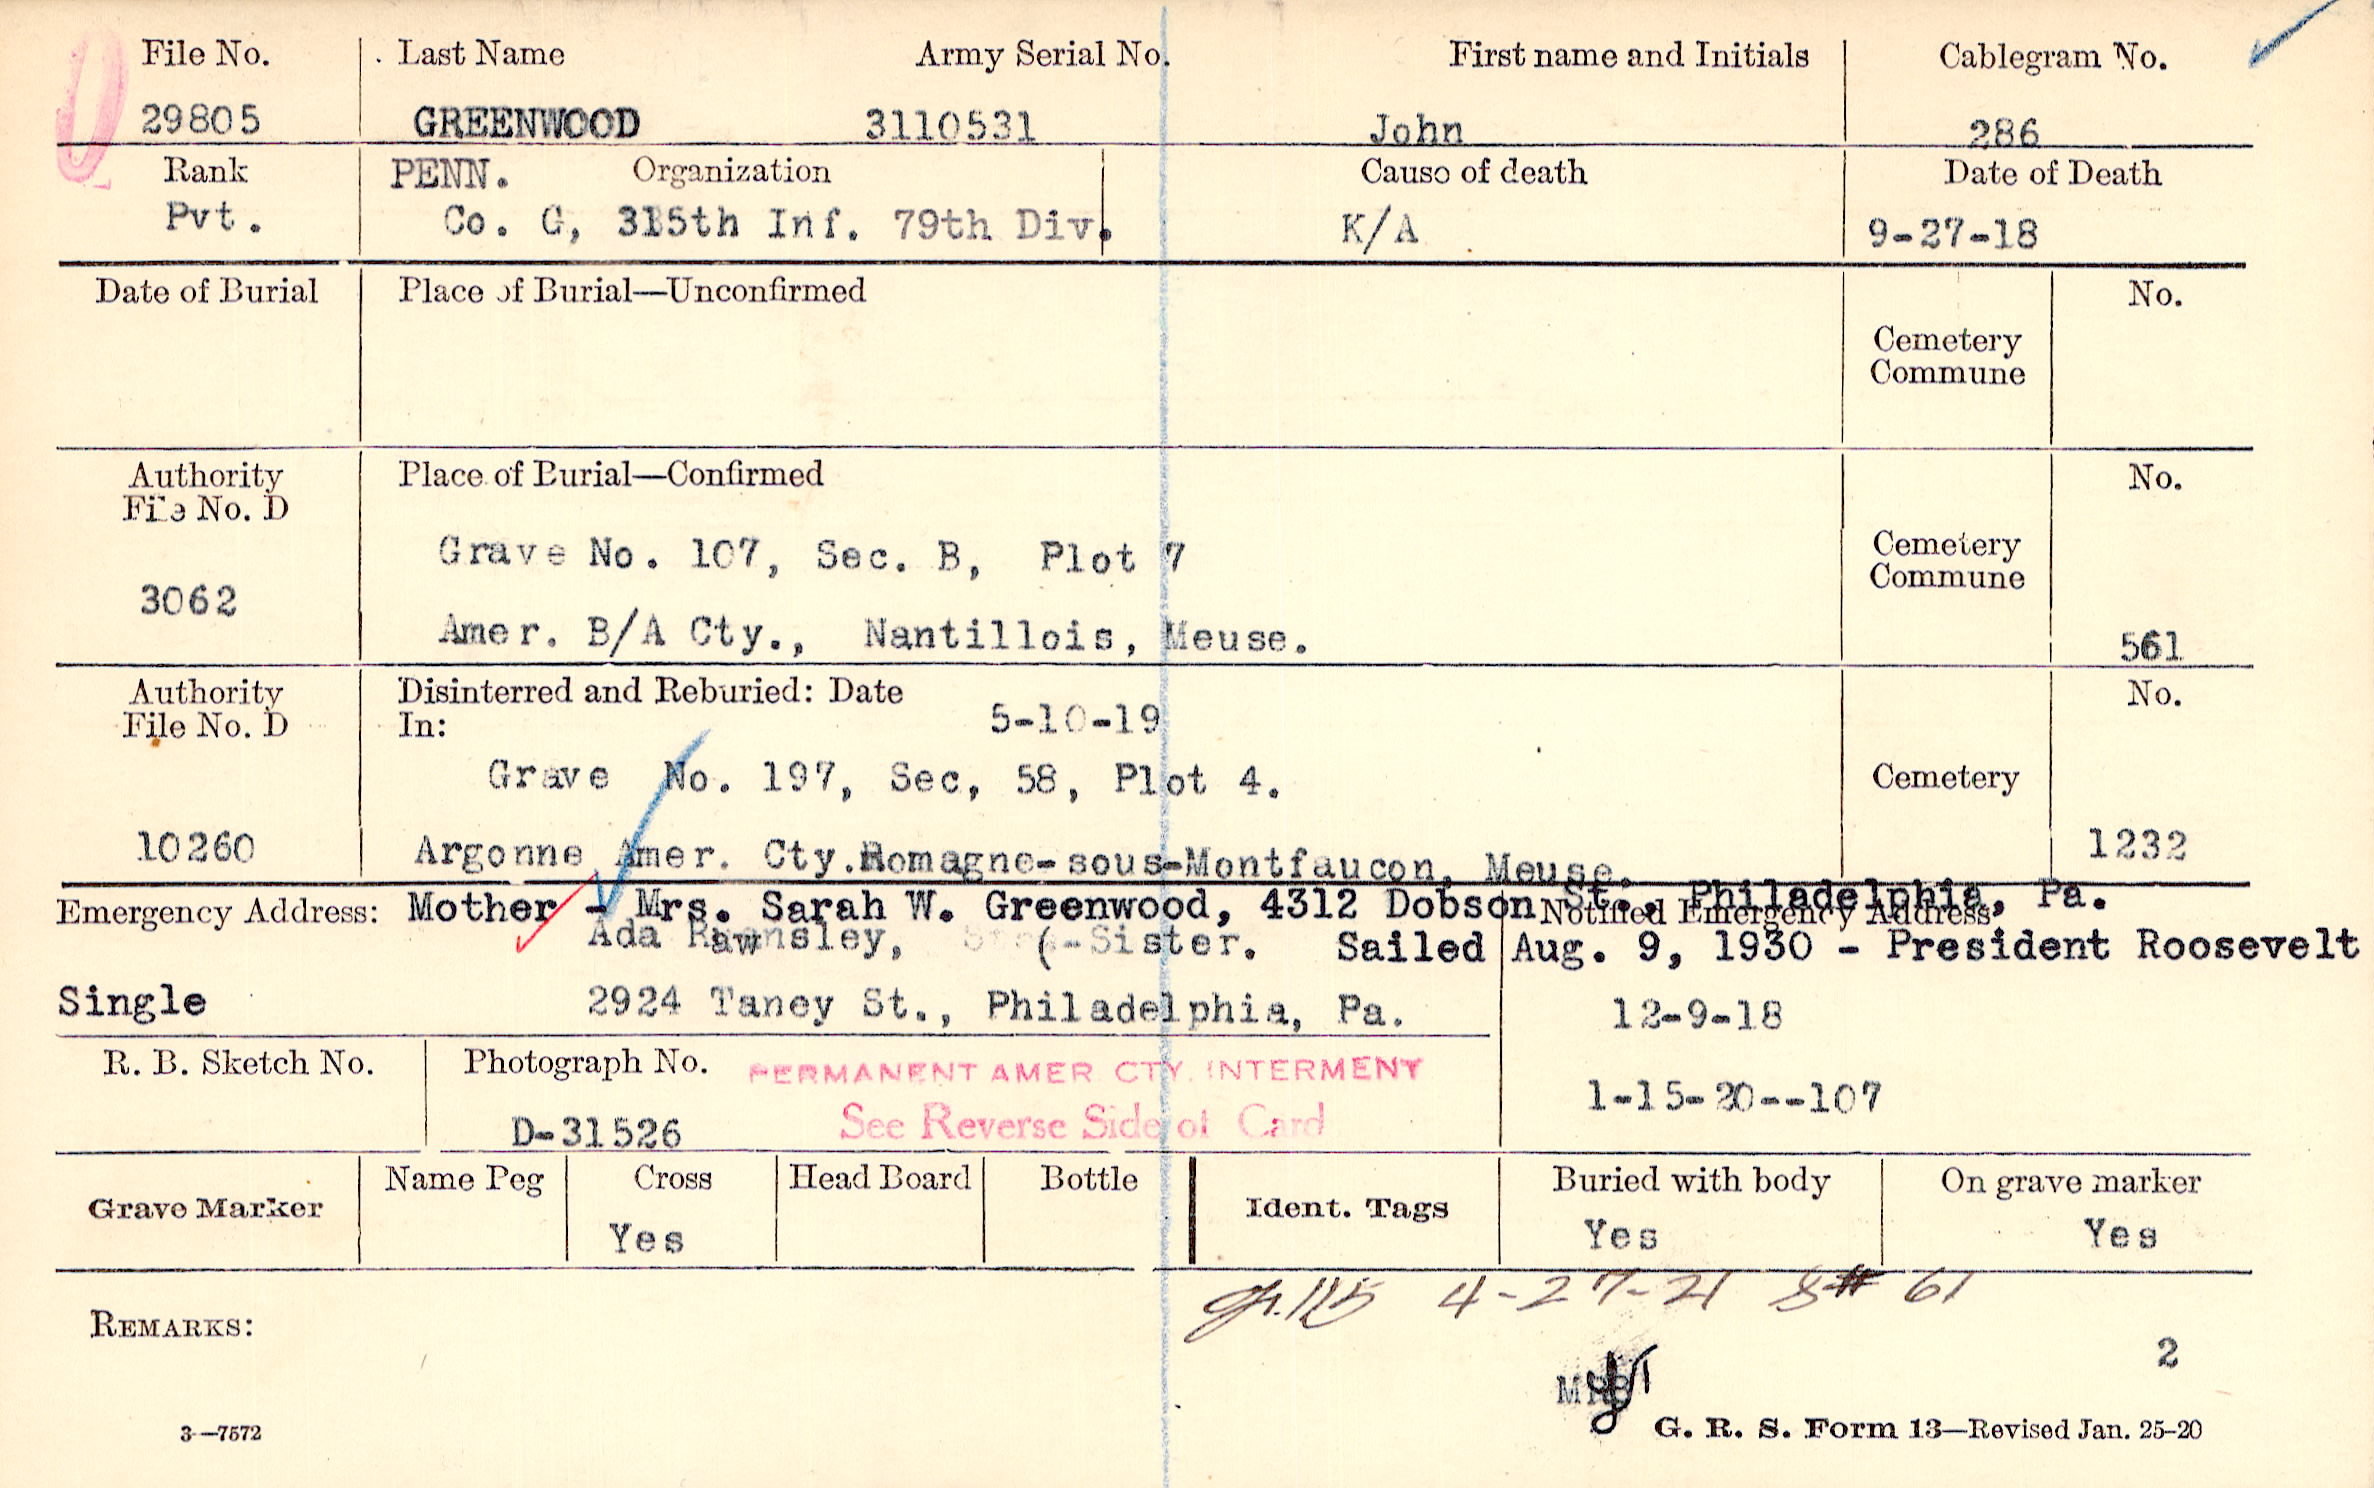 File No. Last Name Army Serial No. First name and Initials Cablegram No.
29805 GREENWOOD 3110531 John 286
Rank PENN. Organization Cause of death Date of Death
Pvt. Co. G, 315th Inf. 79th Div. K/A 9-27-18
Date of Burial Place of Burial—Unconfirmed No.
Cemetery
Commune
Authority Place of Burial—Confirmed No.
File No. D
Grave No. 107, Sec. B, Plot 7 Cemetery
Commune
3062
Amer. B/A Cty., Nantillois, Meuse. 561
Authority Disinterred and Reburied: Date No.
File No. D In: 5-10-19
Grave No. 197, Sec, 58, Plot 4. Cemetery
10260 Argonne Amer. Cty. Romagne-sous-Montfaucon, Meuse. 1232
Emergency Address: Mother - Mrs. Sarah W. Greenwood, 4312 Dobson St., Philadelphia, Pa.
Notified Emergency Address
Ada Rawnsley, (-Sister. Sailed Aug. 9, 1930 - President Roosevelt
Single 2924 Taney St., Philadelphia, Pa. 12-9-18
R. B. Sketch No. Photograph No. PERMANENT AMER CTY. INTERMENT
1-15-20--107
D-31526 See Reverse Side of Card
Grave Marker Name Peg Cross Head Board Bottle Ident. Tags Buried with body On grave marker
Yes Yes Yes
4-27-21 8# 61
REMARKS:
2
3—7572 G. R. S. Form 13—Revised Jan. 25-20